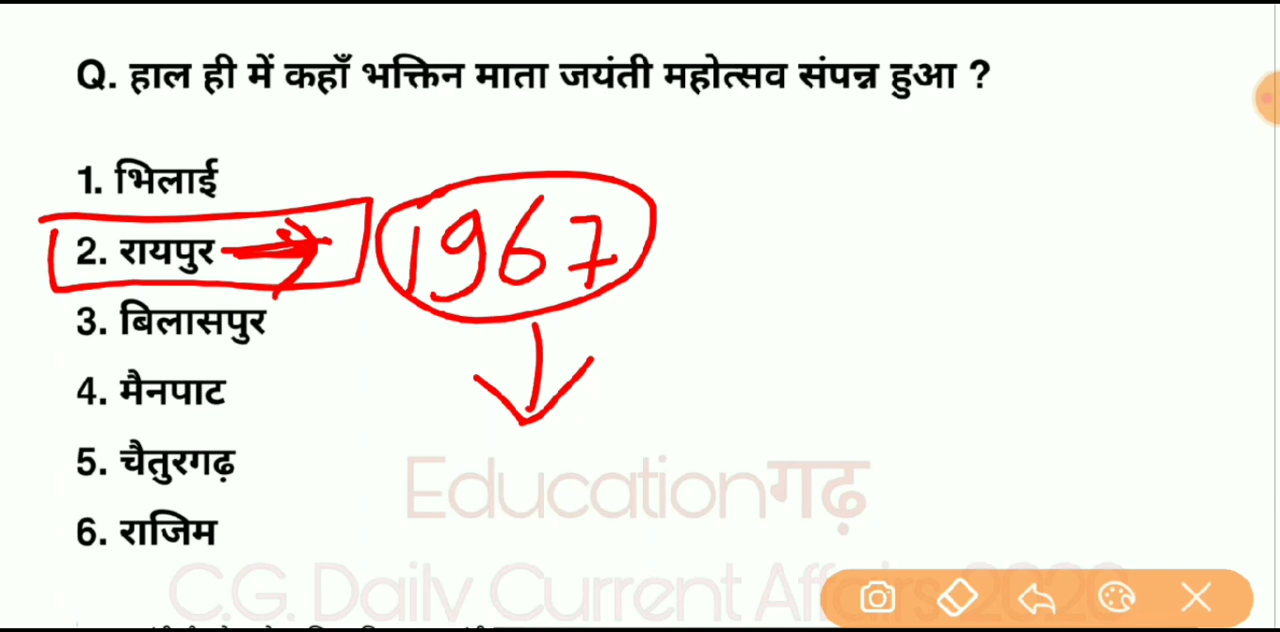 Q. हाल ही में कहाँ भक्तिन माता जयंती महोत्सव संपन्न हुआ ?
1. भिलाई
2. रायपुर 1967
3. बिलासपुर
4. मैनपाट
5. चैतुरगढ़
6. राजिम
Educationगढ़
C.G. Daily Current Affairs 2020